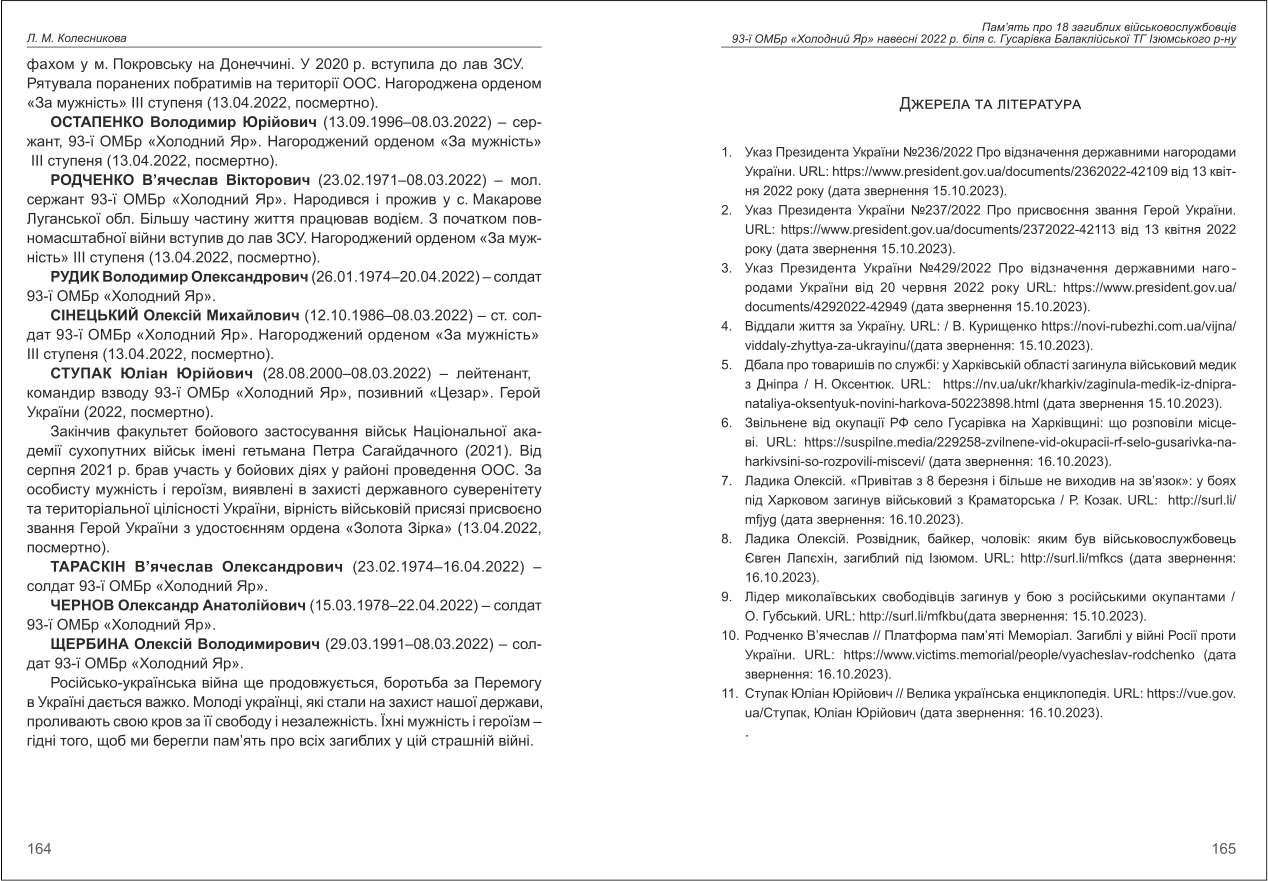 Л. М. Колесникова
фахом у м. Покровську на Донеччині. У 2020 р. вступила до лав ЗСУ.
Рятувала поранених побратимів на території ООС. Нагороджена орденом
«За мужність» III ступеня (13.04.2022, посмертно).
ОСТАПЕНКО Володимир Юрійович (13.09.1996–08.03.2022) – сер-
жант, 93-ї ОМБр «Холодний Яр». Нагороджений орденом «За мужність»
III ступеня (13.04.2022, посмертно).
РОДЧЕНКО В’ячеслав Вікторович (23.02.1971–08.03.2022) – мол.
сержант 93-ї ОМБр «Холодний Яр». Народився і прожив у с. Макарове
Луганської обл. Більшу частину життя працював водієм. З початком пов-
номасштабної війни вступив до лав ЗСУ. Нагороджений орденом «За муж-
ність» III ступеня (13.04.2022, посмертно).
РУДИК Володимир Олександрович (26.01.1974–20.04.2022) – солдат
93-ї ОМБр «Холодний Яр».
СІНЕЦЬКИЙ Олексій Михайлович (12.10.1986–08.03.2022) – ст. сол-
дат 93-ї ОМБр «Холодний Яр». Нагороджений орденом «За мужність»
III ступеня (13.04.2022, посмертно).
СТУПАК Юліан Юрійович (28.08.2000–08.03.2022) – лейтенант,
командир взводу 93-ї ОМБр «Холодний Яр», позивний «Цезар». Герой
України (2022, посмертно).
Закінчив факультет бойового застосування військ Національної ака-
демії сухопутних військ імені гетьмана Петра Сагайдачного (2021). Від
серпня 2021 р. брав участь у бойових діях у районі проведення ООС. За
особисту мужність і героїзм, виявлені в захисті державного суверенітету
та територіальної цілісності України, вірність військовій присязі присвоєно
звання Герой України з удостоєнням ордена «Золота Зірка» (13.04.2022,
посмертно).
ТАРАСКІН В’ячеслав Олександрович (23.02.1974–16.04.2022) –
солдат 93-ї ОМБр «Холодний Яр».
ЧЕРНОВ Олександр Анатолійович (15.03.1978–22.04.2022) – солдат
93-ї ОМБр «Холодний Яр».
ЩЕРБИНА Олексій Володимирович (29.03.1991–08.03.2022) – сол-
дат 93-ї ОМБр «Холодний Яр».
Російсько-українська війна ще продовжується, боротьба за Перемогу
в Україні дається важко. Молоді українці, які стали на захист нашої держави,
проливають свою кров за її свободу і незалежність. Їхні мужність і героїзм –
гідні того, щоб ми берегли пам’ять про всіх загиблих у цій страшній війні.
164
Пам’ять про 18 загиблих військовослужбовців
93-ї ОМБр «Холодний Яр» навесні 2022 р. біля с. Гусарівка Балаклійської ТГ Ізюмського р-ну
Джерела та література
1. Указ Президента України №236/2022 Про відзначення державними нагородами
України. URL: https://www.president.gov.ua/documents/2362022-42109 від 13 квіт-
ня 2022 року (дата звернення 15.10.2023).
2. Указ Президента України №237/2022 Про присвоєння звання Герой України.
URL: https://www.president.gov.ua/documents/2372022-42113 від 13 квітня 2022
року (дата звернення 15.10.2023).
3. Указ Президента України №429/2022 Про відзначення державними наго-
родами України від 20 червня 2022 року URL: https://www.president.gov.ua/
documents/4292022-42949 (дата звернення 15.10.2023).
4. Віддали життя за Україну. URL: / В. Курищенко https://novi-rubezhi.com.ua/vijna/
viddaly-zhyttya-za-ukrayinu/(дата звернення: 15.10.2023).
5. Дбала про товаришів по службі: у Харківській області загинула військовий медик
з Дніпра / Н. Оксентюк. URL: https://nv.ua/ukr/kharkiv/zaginula-medik-iz-dnipra-
nataliya-oksentyuk-novini-harkova-50223898.html (дата звернення 15.10.2023).
6. Звільнене від окупації РФ село Гусарівка на Харківщині: що розповіли місце-
ві. URL: https://suspilne.media/229258-zvilnene-vid-okupacii-rf-selo-gusarivka-na-
harkivsini-so-rozpovili-miscevi/ (дата звернення: 16.10.2023).
7. Ладика Олексій. «Привітав з 8 березня і більше не виходив на зв’язок»: у боях
під Харковом загинув військовий з Краматорська / Р. Козак. URL: http://surl.li/
mfjyg (дата звернення: 16.10.2023).
8. Ладика Олексій. Розвідник, байкер, чоловік: яким був військовослужбовець
Євген Лапєхін, загиблий під Ізюмом. URL: http://surl.li/mfkcs (дата звернення:
16.10.2023).
9. Лідер миколаївських свободівців загинув у бою з російськими окупантами /
О. Губський. URL: http://surl.li/mfkbu(дата звернення: 15.10.2023).
10. Родченко В’ячеслав // Платформа пам’яті Меморіал. Загиблі у війні Росії проти
України. URL: https://www.victims.memorial/people/vyacheslav-rodchenko (дата
звернення: 16.10.2023).
11. Ступак Юліан Юрійович // Велика українська енциклопедія. URL: https://vue.gov.
ua/Ступак, Юліан Юрійович (дата звернення: 16.10.2023).
.
165